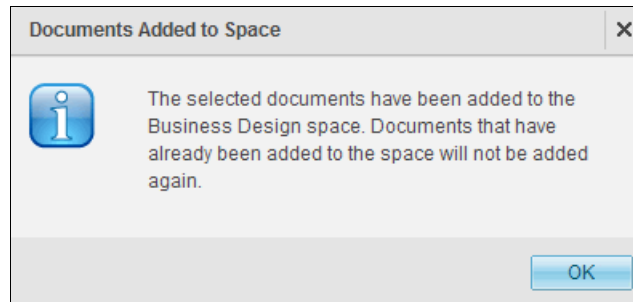 Documents Added to Space
The selected documents have been added to the
Business Design space. Documents that have
already been added to the space will not be added
again.
OK